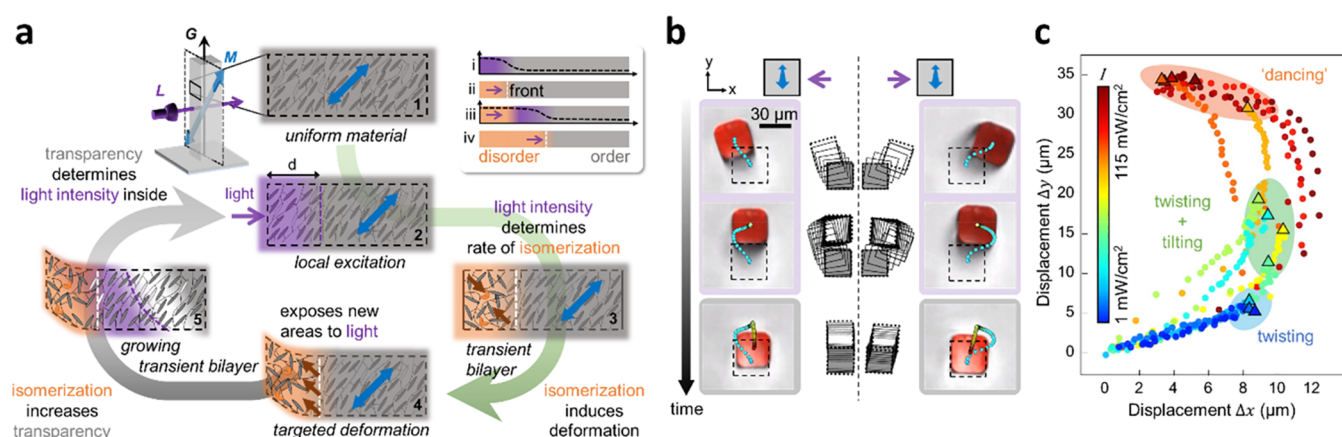 a
G
M
L
1
uniform material
i
ii
front
iii
iv
disorder
order
transparency
determines
light intensity inside
light
d
2
local excitation
light intensity
determines
rate of isomerization
3
transient
bilayer
exposes new
areas to light
4
targeted deformation
isomerization
induces
deformation
5
growing
transient bilayer
isomerization
increases
transparency
b
y
x
30 μm
time
c
I
115 mW/cm²
1 mW/cm²
'dancing'
twisting
+
tilting
twisting
35
30
25
20
15
10
5
0
Displacement Δy (μm)
0
2
4
6
8
10
12
Displacement Δx (μm)